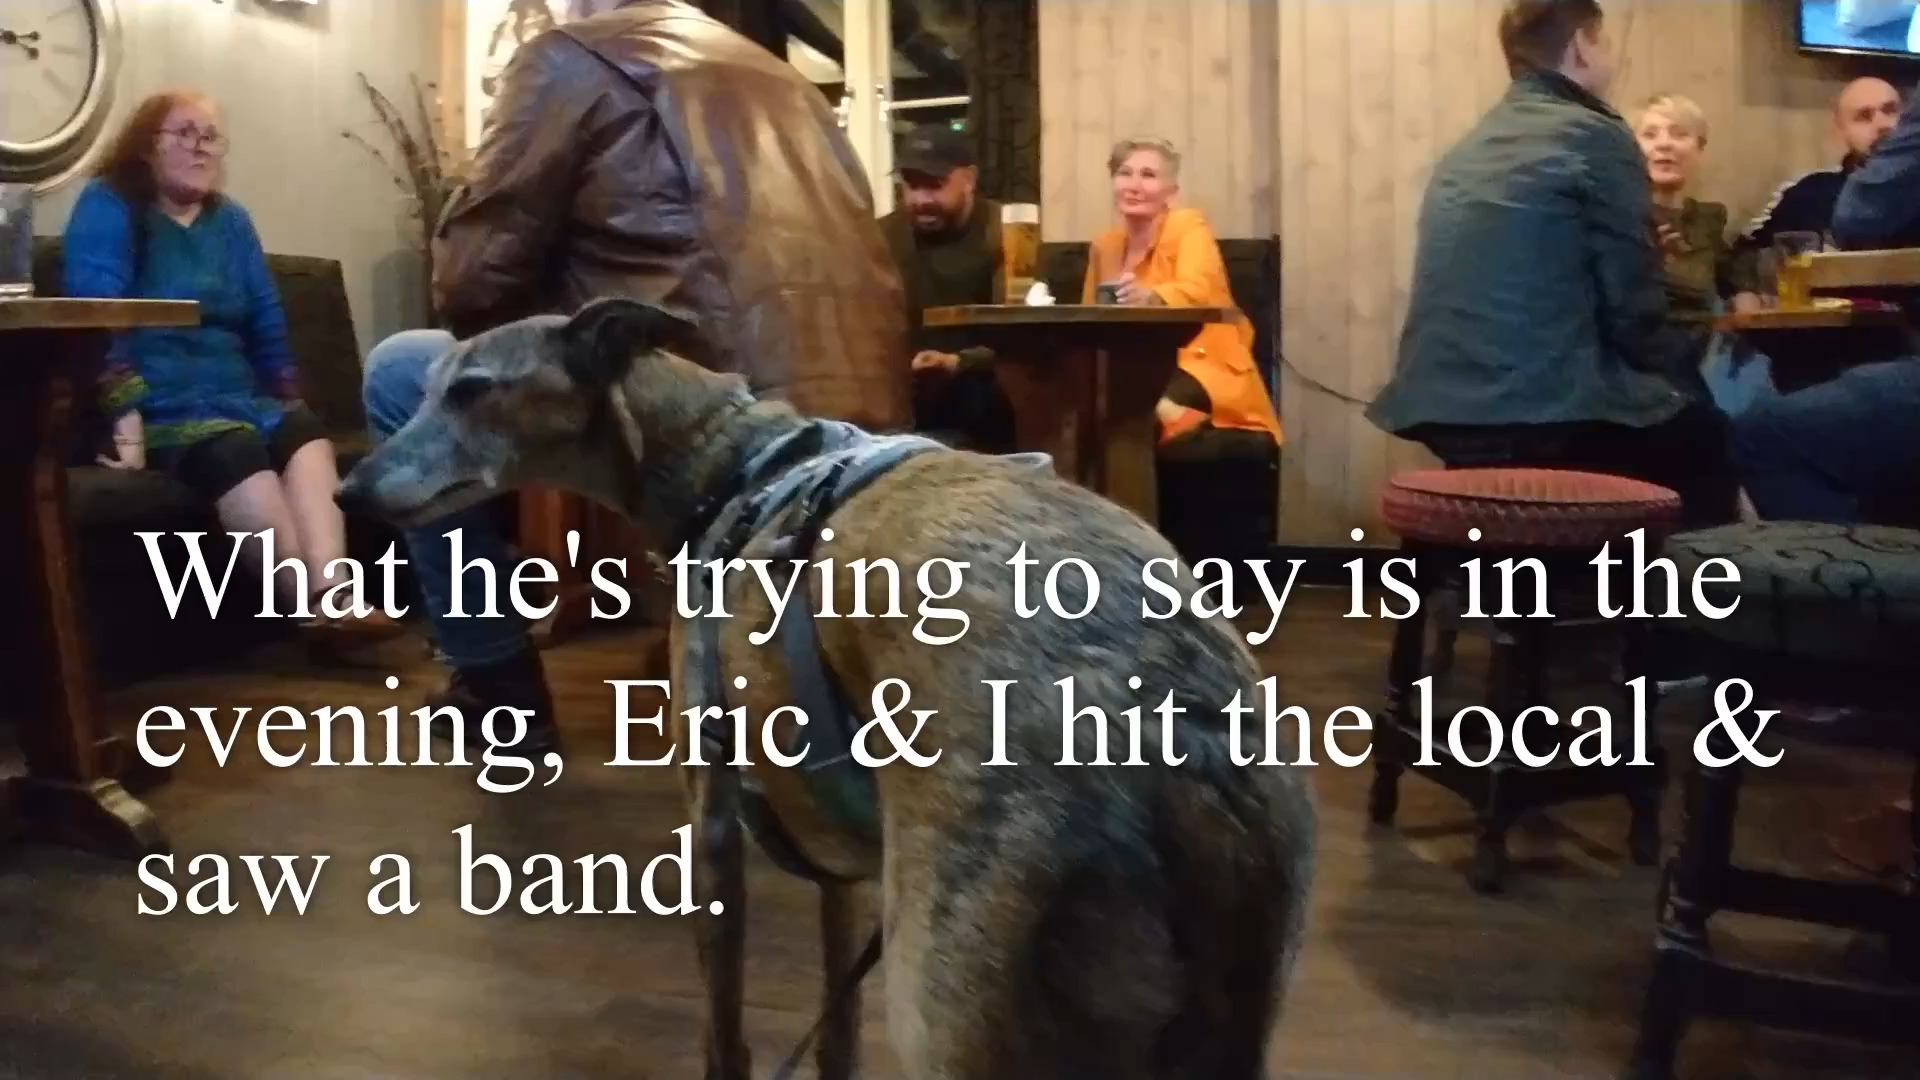 What he's trying to say is in the
evening, Eric & I hit the local &
saw a band.